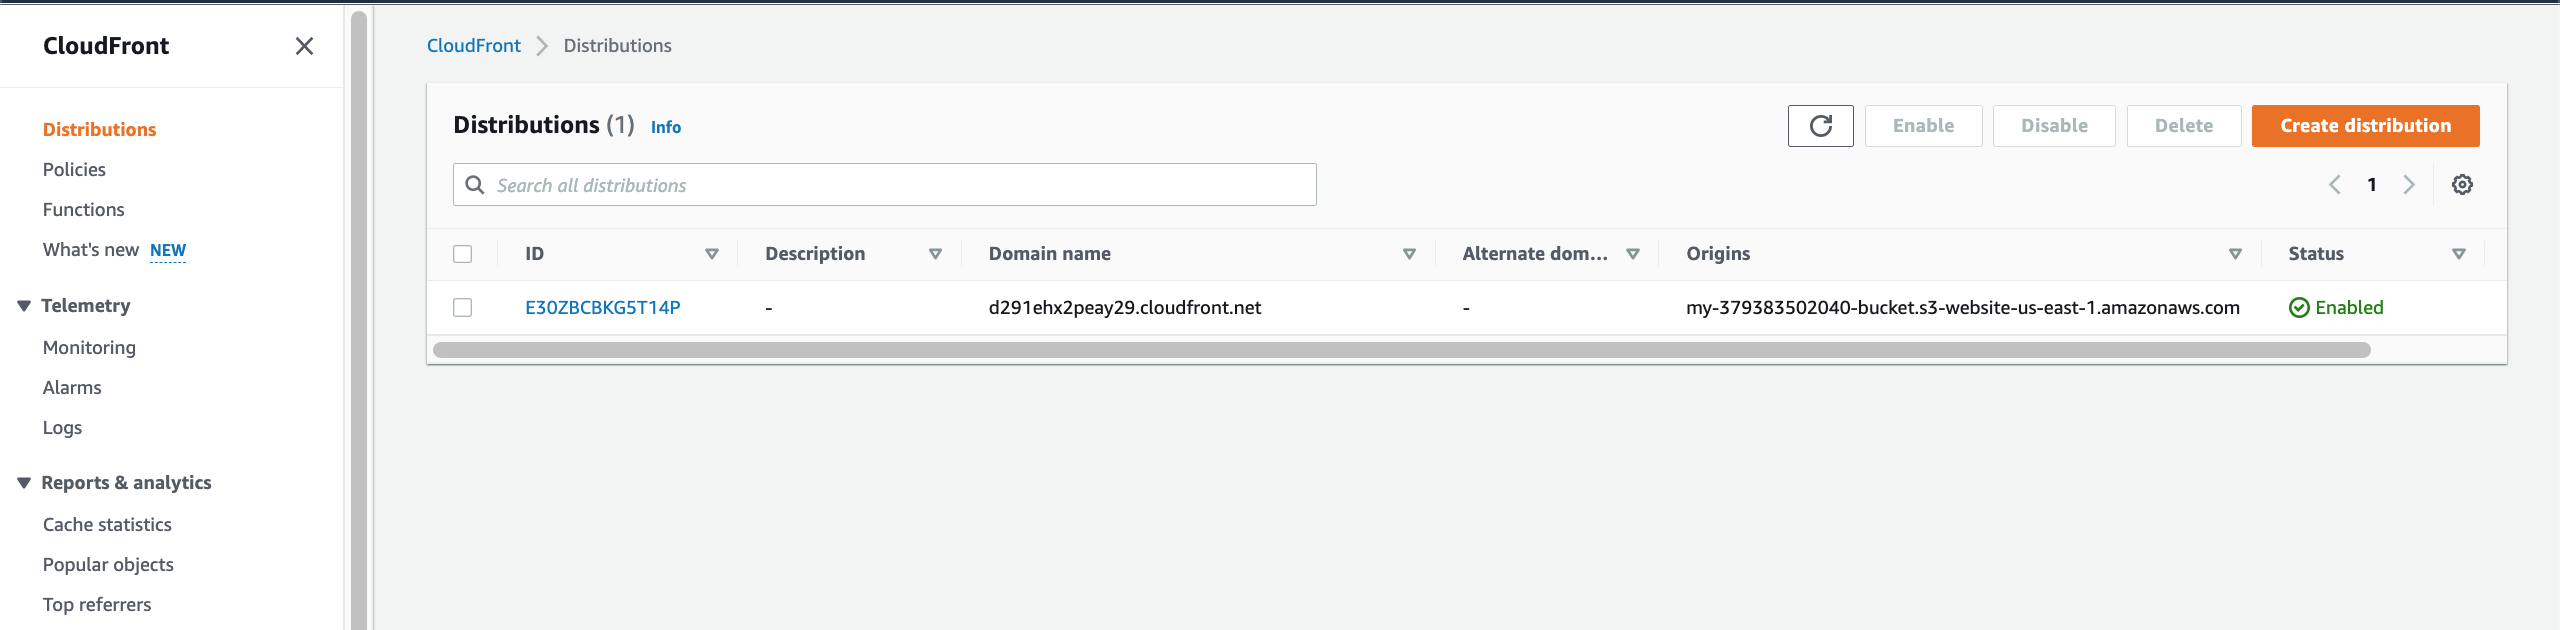 CloudFront
Distributions
Policies
Functions
What's new NEW
Telemetry
Monitoring
Alarms
Logs
Reports & analytics
Cache statistics
Popular objects
Top referrers
CloudFront Distributions
Distributions (1) Info
Enable Disable Delete Create distribution
Search all distributions
1
ID Description Domain name Alternate dom... Origins Status
E30ZBCBKG5T14P - d291ehx2peay29.cloudfront.net - my-379383502040-bucket.s3-website-us-east-1.amazonaws.com Enabled